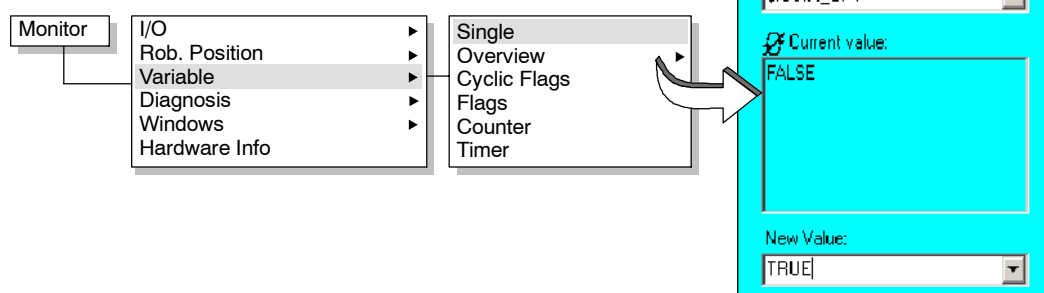 Monitor
I/O
Rob. Position
Variable
Diagnosis
Windows
Hardware Info
Single
Overview
Cyclic Flags
Flags
Counter
Timer
Current value:
FALSE
New Value:
TRUE